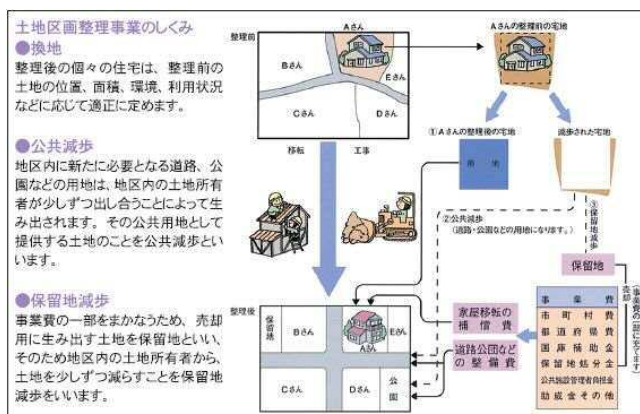 土地区画整理事業のしくみ
●換地
整理後の個々の住宅は、整理前の
土地の位置、面積、環境、利用状況
などに応じて適正に定めます。
●公共減歩
地区内に新たに必要となる道路、公
園などの用地は、地区内の土地所有
者が少しずつ出し合うことによって生
み出されます。その公共用地として
提供する土地のことを公共減歩とい
います。
●保留地減歩
事業費の一部をまかなうため、売却
用に生み出す土地を保留地といい、
そのため地区内の土地所有者から、
土地を少しずつ減らすことを保留地
減歩をいいます。
整理前
Aさん
Bさん
Eさん
Cさん
Dさん
移転
工事
整理後
保留地
Bさん
Aさん
Eさん
Cさん
Dさん
公園
Aさんの整理前の宅地
①Aさんの整理後の宅地
減歩された宅地
②公共減歩
(道路・公園などの用地になります。)
③保留地減歩
保留地
売却
(事業費の一部に充てます)
家屋移転の
補償費
道路公園などの
整備費
事業費
市町村費
都道府県費
国庫補助金
保留地処分金
公共施設管理者負担金
助成金その他